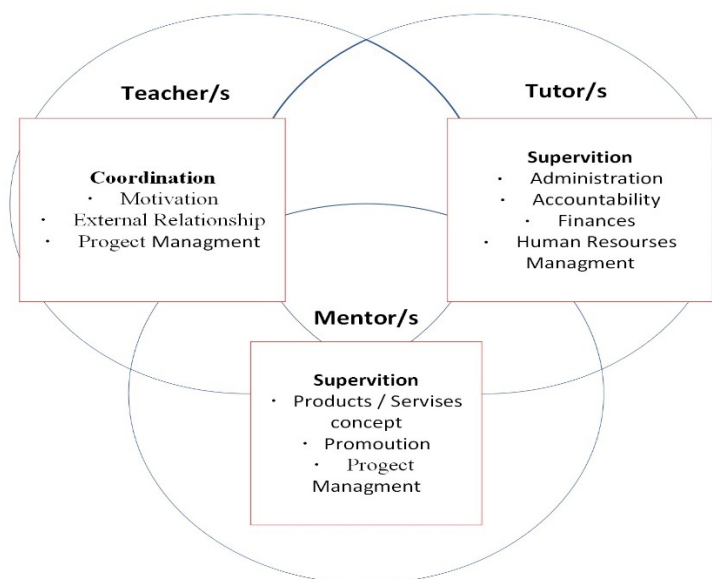 Teacher/s
Coordination
· Motivation
· External Relationship
· Progect Managment
Tutor/s
Supervition
· Administration
· Accountability
· Finances
· Human Resourses
Managment
Mentor/s
Supervition
· Products / Servises
concept
· Promoution
· Progect
Managment